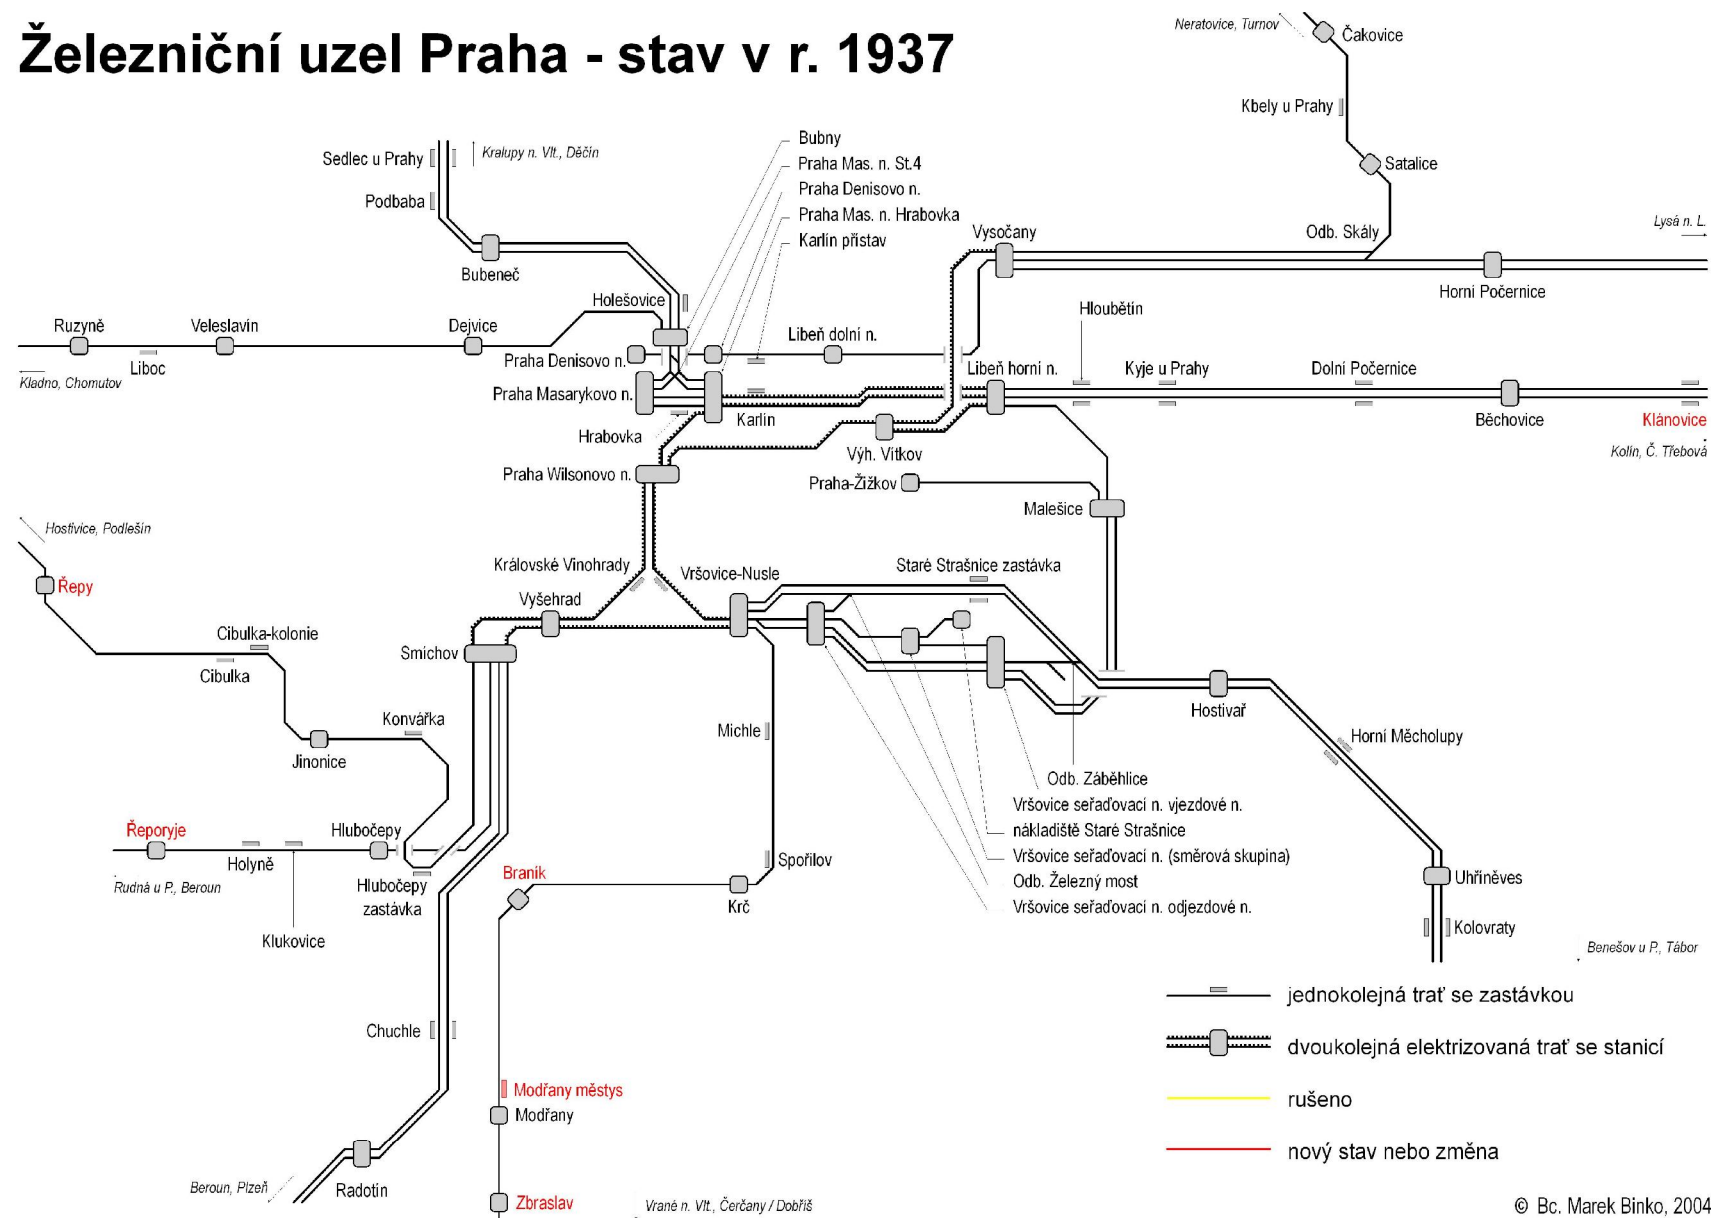 Železniční uzel Praha - stav v r. 1937
Neratovice, Turnov
Čakovice
Kbely u Prahy
Satalice
Bubny
Praha Mas. n. St.4
Praha Denisovo n.
Praha Mas. n. Hrabovka
Karlín přístav
Sedlec u Prahy
Kralupy n. Vlt., Děčín
Podbaba
Bubeneč
Vysočany
Odb. Skály
Lysá n. L.
Horní Počernice
Holešovice
Ruzyně
Veleslavín
Dejvice
Liboc
Kladno, Chomutov
Praha Denisovo n.
Libeň dolní n.
Hloubětín
Libeň horní n.
Kyje u Prahy
Dolní Počernice
Praha Masarykovo n.
Karlín
Běchovice
Klánovice
Hrabovka
Výh. Vítkov
Kolín, Č. Třebová
Praha Wilsonovo n.
Praha-Žižkov
Malešice
Hostivice, Podlešín
Řepy
Královské Vinohrady
Vršovice-Nusle
Staré Strašnice zastávka
Vyšehrad
Cibulka-kolonie
Cibulka
Smíchov
Konvářka
Jinonice
Michle
Hostivař
Horní Měcholupy
Odb. Záběhlice
Vršovice seřaďovací n. vjezdové n.
nákladiště Staré Strašnice
Vršovice seřaďovací n. (směrová skupina)
Odb. Železný most
Vršovice seřaďovací n. odjezdové n.
Řeporyje
Hlubočepy
Holyně
Rudná u P., Beroun
Hlubočepy
zastávka
Klukovice
Braník
Spořilov
Krč
Uhříněves
Kolovraty
Benešov u P., Tábor
Chuchle
Modřany městys
Modřany
Radotín
Beroun, Plzeň
Zbraslav
Vrané n. Vlt., Čerčany / Dobříš
jednokolejná trať se zastávkou
dvoukolejná elektrizovaná trať se stanicí
rušeno
nový stav nebo změna
© Bc. Marek Binko, 2004